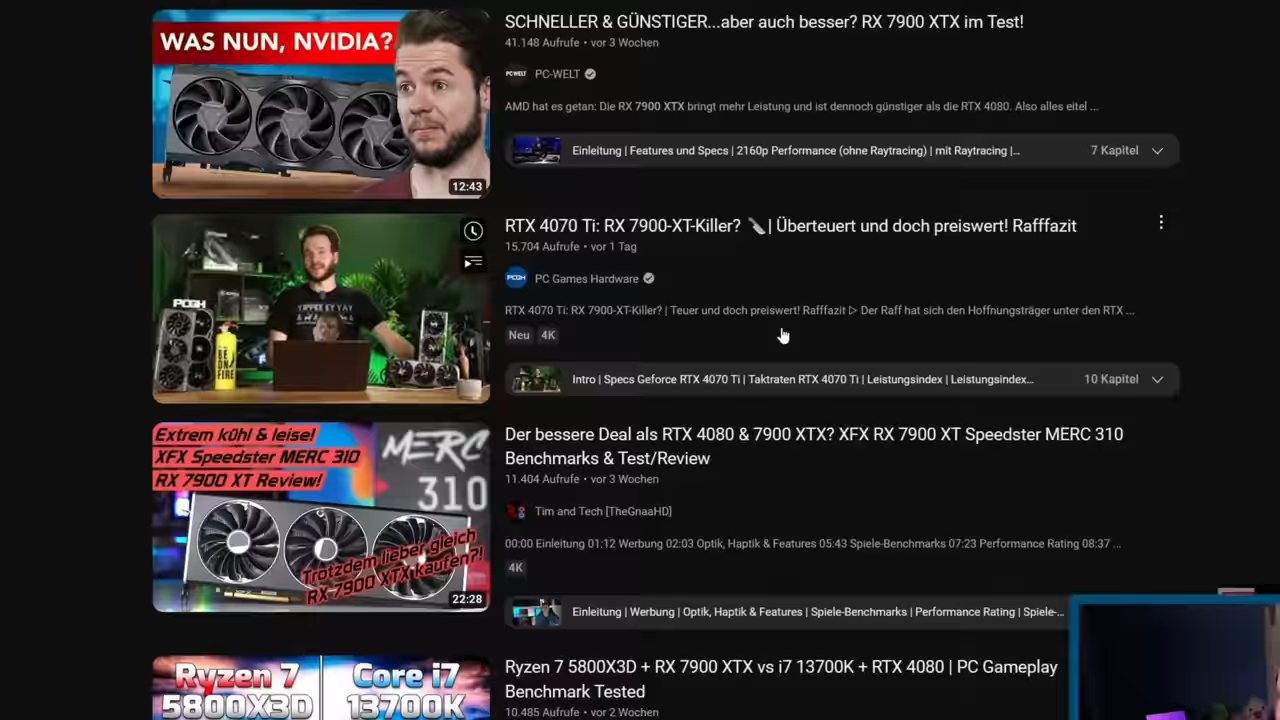 WAS NUN, NVIDIA?
12:43
SCHNELLER & GÜNSTIGER...aber auch besser? RX 7900 XTX im Test!
41.148 Aufrufe • vor 3 Wochen
PCWELT PC-WELT
AMD hat es getan: Die RX 7900 XTX bringt mehr Leistung und ist dennoch günstiger als die RTX 4080. Also alles eitel ...
Einleitung | Features und Specs | 2160p Performance (ohne Raytracing) | mit Raytracing |...
7 Kapitel
PCGH
BE
ON
FIRE
RTX 4070 Ti: RX 7900-XT-Killer? 🔪| Überteuert und doch preiswert! Rafffazit
15.704 Aufrufe • vor 1 Tag
PCGH PC Games Hardware
RTX 4070 Ti: RX 7900-XT-Killer? | Teuer und doch preiswert! Rafffazit ▷ Der Raff hat sich den Hoffnungsträger unter den RTX ...
Neu 4K
Intro | Specs Geforce RTX 4070 Ti | Taktraten RTX 4070 Ti | Leistungsindex | Leistungsindex...
10 Kapitel
Extrem kühl & leise!
XFX Speedster MERC 310
RX 7900 XT Review!
MERC
310
Trotzdem lieber gleich
RX 7900 XTX kaufen?!
22:28
Der bessere Deal als RTX 4080 & 7900 XTX? XFX RX 7900 XT Speedster MERC 310
Benchmarks & Test/Review
11.404 Aufrufe • vor 3 Wochen
Tim and Tech [TheGnaaHD]
00:00 Einleitung 01:12 Werbung 02:03 Optik, Haptik & Features 05:43 Spiele-Benchmarks 07:23 Performance Rating 08:37 ...
4K
Einleitung | Werbung | Optik, Haptik & Features | Spiele-Benchmarks | Performance Rating | Spiele-...
Ryzen 7
5800X3D
Core i7
13700K
Ryzen 7 5800X3D + RX 7900 XTX vs i7 13700K + RTX 4080 | PC Gameplay
Benchmark Tested
10.485 Aufrufe • vor 2 Wochen